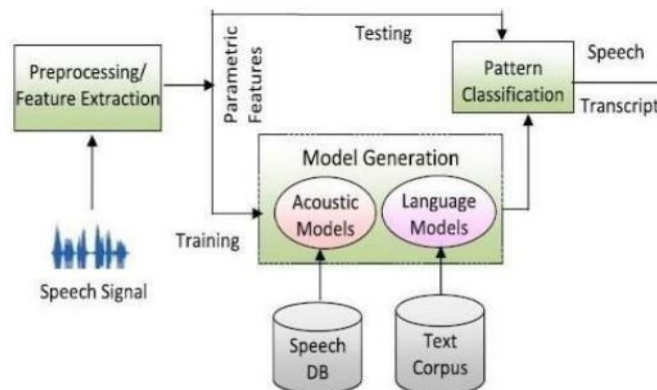 Testing
Preprocessing/
Feature Extraction
Parametric
Features
Pattern
Classification
Speech
Transcript
Model Generation
Acoustic
Models
Language
Models
Training
Speech Signal
Speech
DB
Text
Corpus